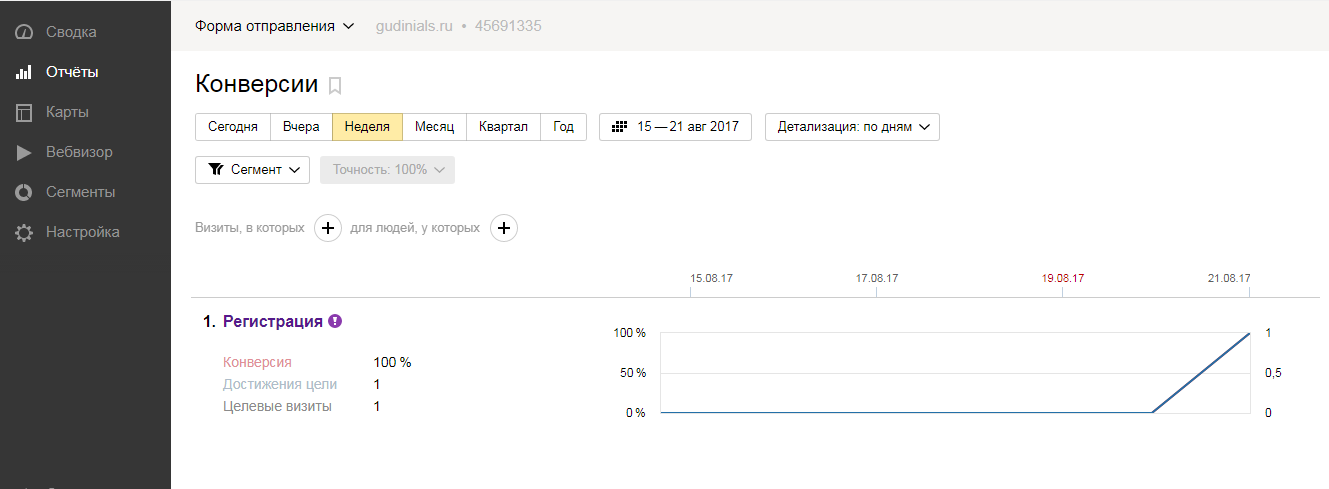 Сводка
Отчёты
Карты
Вебвизор
Сегменты
Настройка
Форма отправления gudinials.ru • 45691335
Конверсии
Сегодня Вчера Неделя Месяц Квартал Год 15 — 21 авг 2017 Детализация: по дням
Сегмент Точность: 100%
Визиты, в которых + для людей, у которых +
15.08.17 17.08.17 19.08.17 21.08.17
1. Регистрация
Конверсия 100 %
Достижения цели 1
Целевые визиты 1
100 % 1
50 % 0,5
0 % 0